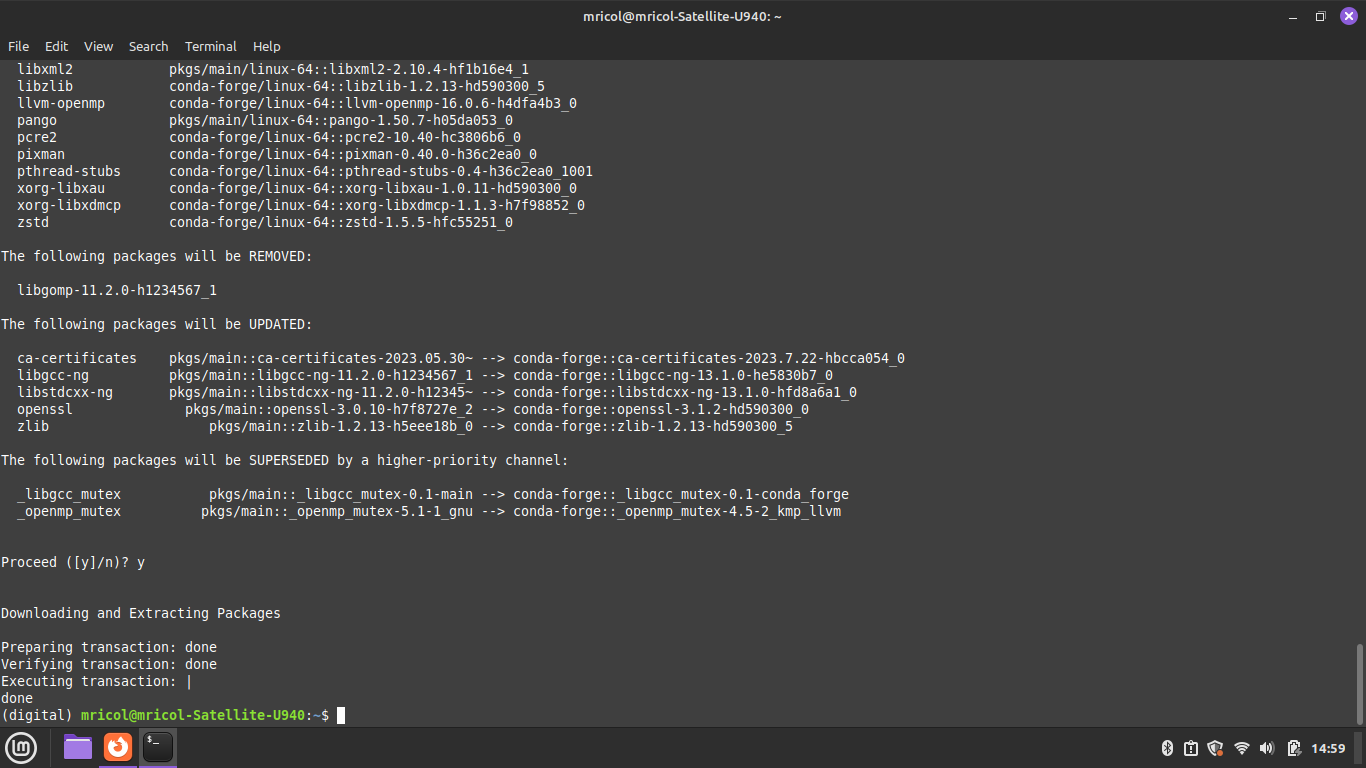 mricol@mricol-Satellite-U940: ~
File Edit View Search Terminal Help
libxml2 pkgs/main/linux-64::libxml2-2.10.4-hf1b16e4_1
libzlib conda-forge/linux-64::libzlib-1.2.13-hd590300_5
llvm-openmp conda-forge/linux-64::llvm-openmp-16.0.6-h4dfa4b3_0
pango pkgs/main/linux-64::pango-1.50.7-h05da053_0
pcre2 conda-forge/linux-64::pcre2-10.40-hc3806b6_0
pixman conda-forge/linux-64::pixman-0.40.0-h36c2ea0_0
pthread-stubs conda-forge/linux-64::pthread-stubs-0.4-h36c2ea0_1001
xorg-libxau conda-forge/linux-64::xorg-libxau-1.0.11-hd590300_0
xorg-libxdmcp conda-forge/linux-64::xorg-libxdmcp-1.1.3-h7f98852_0
zstd conda-forge/linux-64::zstd-1.5.5-hfc55251_0
The following packages will be REMOVED:
libgomp-11.2.0-h1234567_1
The following packages will be UPDATED:
ca-certificates pkgs/main::ca-certificates-2023.05.30~ --> conda-forge::ca-certificates-2023.7.22-hbcca054_0
libgcc-ng pkgs/main::libgcc-ng-11.2.0-h1234567_1 --> conda-forge::libgcc-ng-13.1.0-he5830b7_0
libstdcxx-ng pkgs/main::libstdcxx-ng-11.2.0-h12345~ --> conda-forge::libstdcxx-ng-13.1.0-hfd8a6a1_0
openssl pkgs/main::openssl-3.0.10-h7f8727e_2 --> conda-forge::openssl-3.1.2-hd590300_0
zlib pkgs/main::zlib-1.2.13-h5eee18b_0 --> conda-forge::zlib-1.2.13-hd590300_5
The following packages will be SUPERSEDED by a higher-priority channel:
_libgcc_mutex pkgs/main::_libgcc_mutex-0.1-main --> conda-forge::_libgcc_mutex-0.1-conda_forge
_openmp_mutex pkgs/main::_openmp_mutex-5.1-1_gnu --> conda-forge::_openmp_mutex-4.5-2_kmp_llvm
Proceed ([y]/n)? y
Downloading and Extracting Packages
Preparing transaction: done
Verifying transaction: done
Executing transaction: |
done
(digital) mricol@mricol-Satellite-U940:~$
14:59